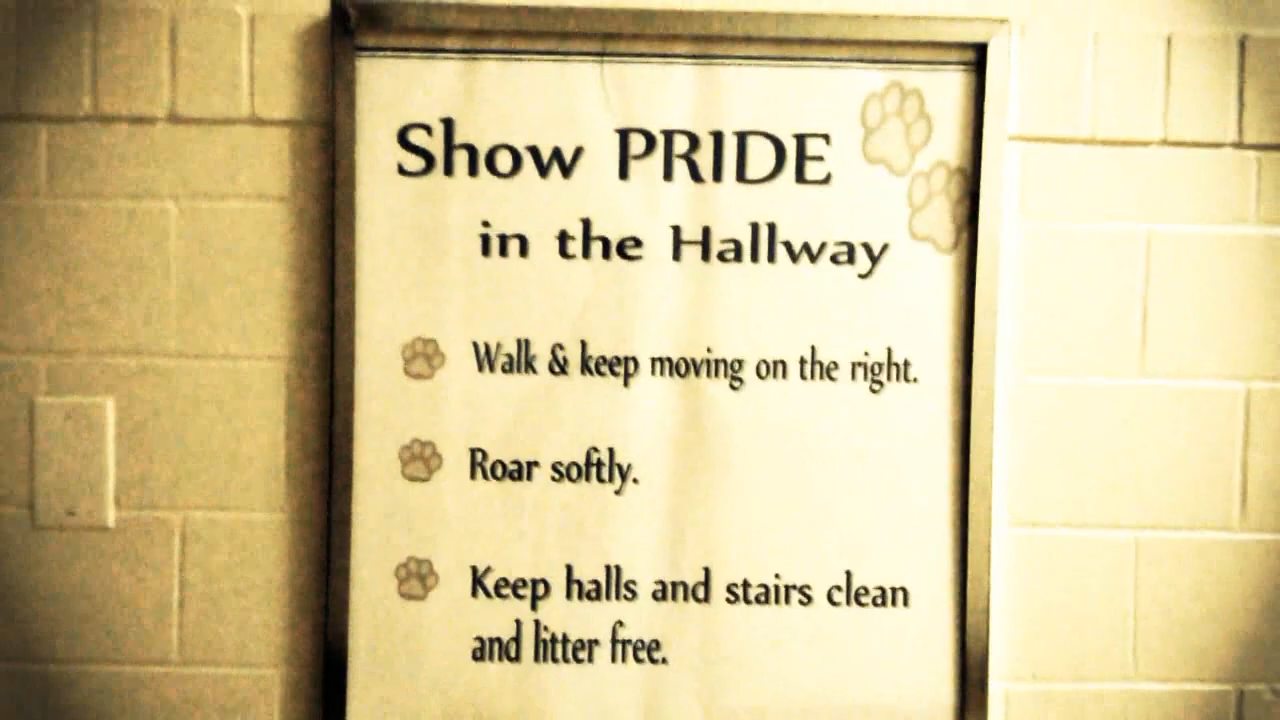 Show PRIDE
in the Hallway
Walk & keep moving on the right.
Roar softly.
Keep halls and stairs clean
and litter free.